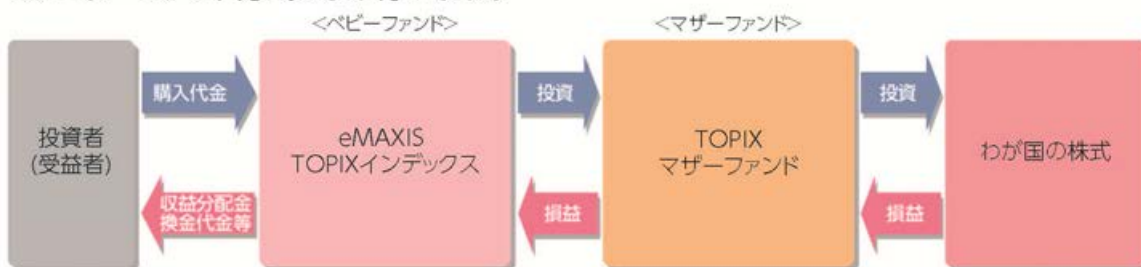 <ベビーファンド>
<マザーファンド>
投資者
(受益者)
購入代金
収益分配金
換金代金等
eMAXIS
TOPIXインデックス
投資
損益
TOPIX
マザーファンド
投資
損益
わが国の株式